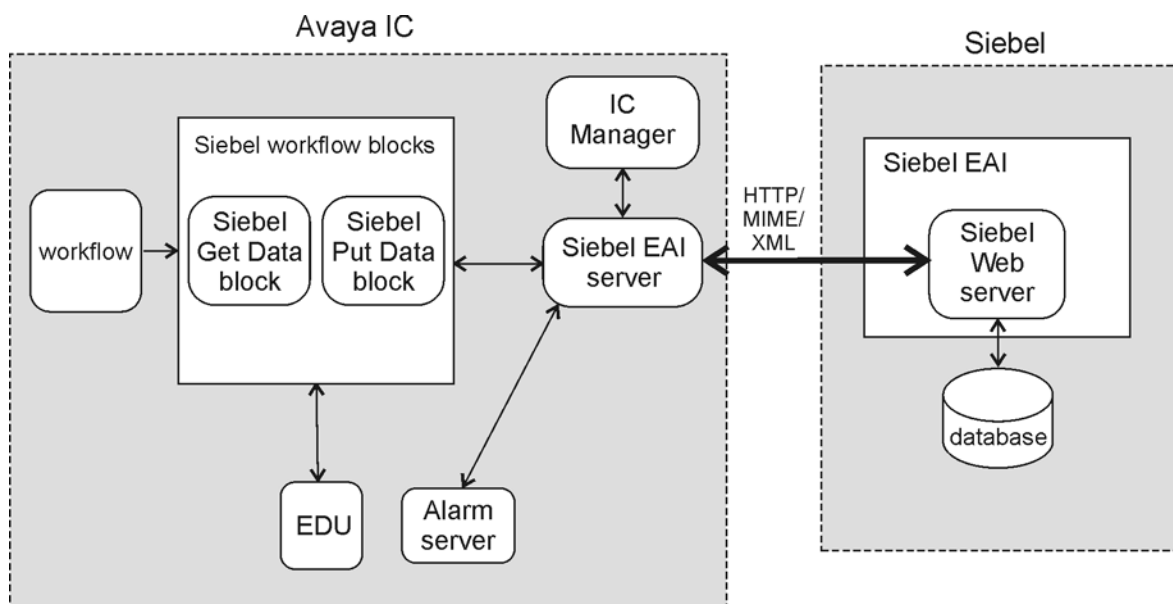 Avaya IC
Siebel
IC
Manager
Siebel workflow blocks
Siebel EAI
HTTP/
MIME/
XML
workflow
Siebel
Get Data
block
Siebel
Put Data
block
Siebel EAI
server
Siebel
Web
server
database
EDU
Alarm
server